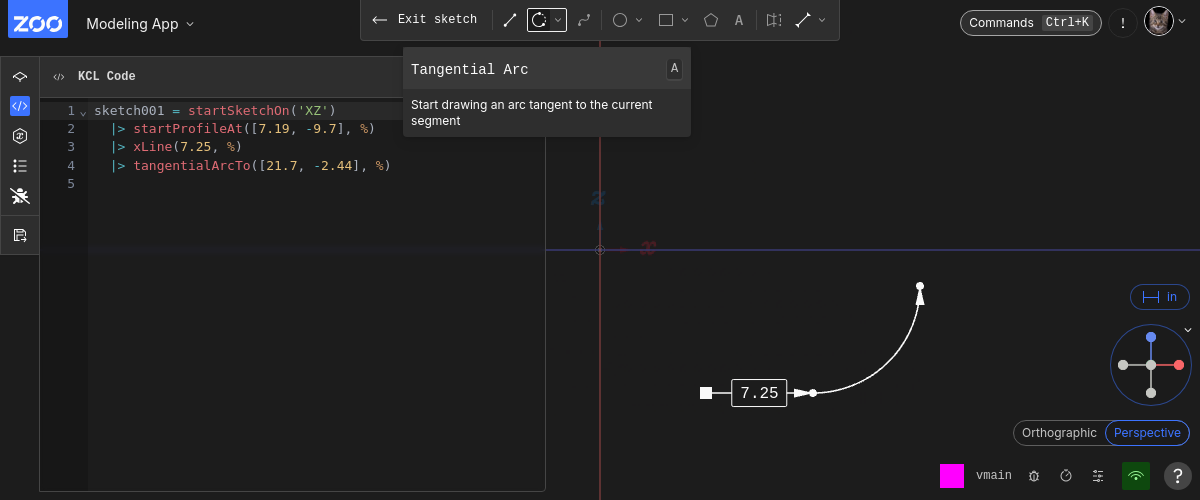 ZOO
Modeling App
Exit sketch
A
Commands Ctrl+K
!
Tangential Arc A
Start drawing an arc tangent to the current
segment
KCL Code
1 sketch001 = startSketchOn('XZ')
2 |> startProfileAt([7.19, -9.7], %)
3 |> xLine(7.25, %)
4 |> tangentialArcTo([21.7, -2.44], %)
5
z
x
in
7.25
Orthographic Perspective
vmain
?